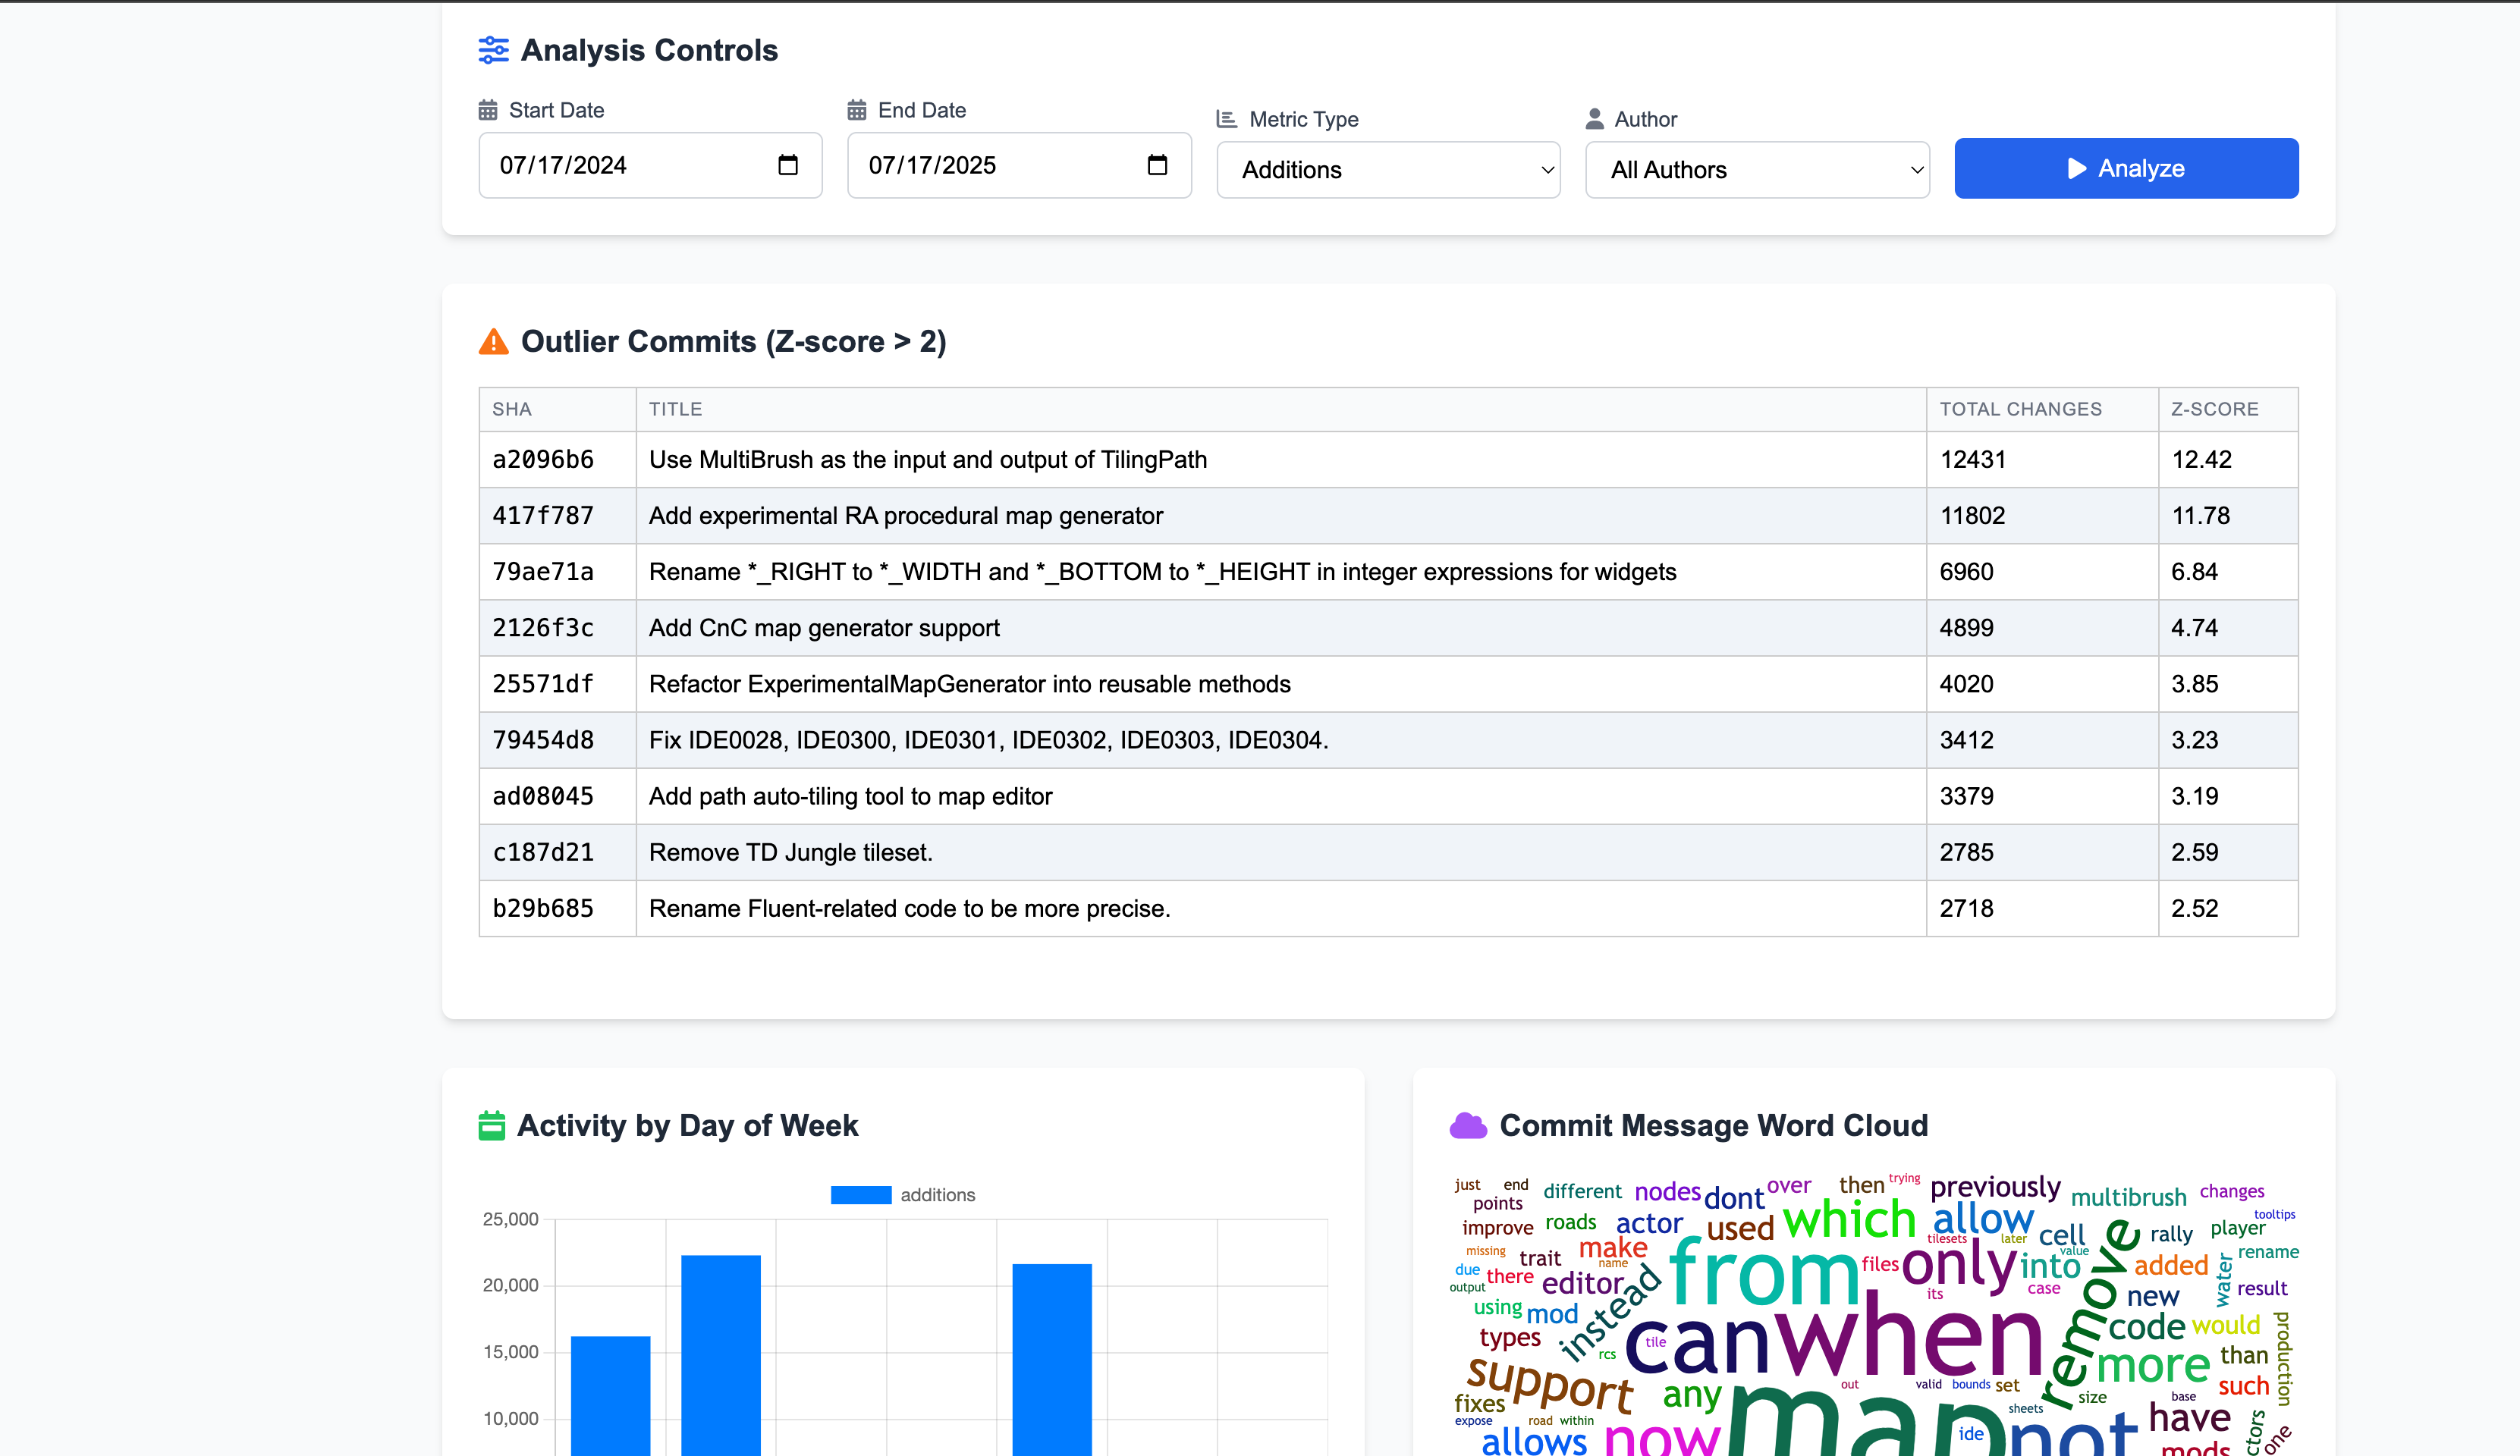 Analysis Controls
Start Date
07/17/2024
End Date
07/17/2025
Metric Type
Additions
Author
All Authors
Analyze
Outlier Commits (Z-score > 2)
SHA TITLE TOTAL CHANGES Z-SCORE
a2096b6 Use MultiBrush as the input and output of TilingPath 12431 12.42
417f787 Add experimental RA procedural map generator 11802 11.78
79ae71a Rename *_RIGHT to *_WIDTH and *_BOTTOM to *_HEIGHT in integer expressions for widgets 6960 6.84
2126f3c Add CnC map generator support 4899 4.74
25571df Refactor ExperimentalMapGenerator into reusable methods 4020 3.85
79454d8 Fix IDE0028, IDE0300, IDE0301, IDE0302, IDE0303, IDE0304. 3412 3.23
ad08045 Add path auto-tiling tool to map editor 3379 3.19
c187d21 Remove TD Jungle tileset. 2785 2.59
b29b685 Rename Fluent-related code to be more precise. 2718 2.52
Activity by Day of Week
additions
25,000
20,000
15,000
10,000
Commit Message Word Cloud
just end different nodes dont over then trying previously multibrush changes
points improve roads actor used which allow cell rally player tooltips
missing trait make name from files only tilesets later into value remove added water rename
due there editor output instead its case new result
using mod types rcs tile can when code would production
support any out valid bounds set more than such size base
fixes expose road within map sheets have
allows now ide not mods ctors one